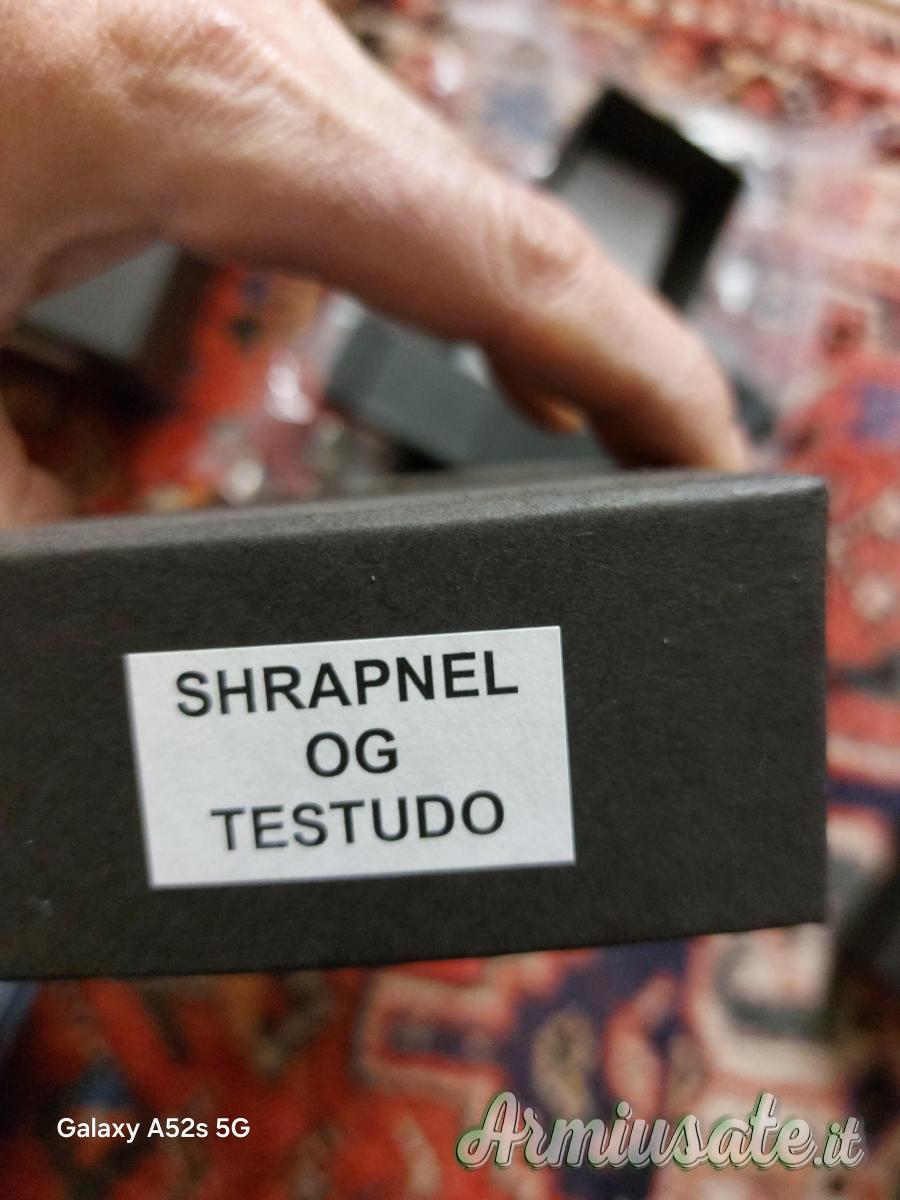 SHRAPNEL
OG
TESTUDO
Galaxy A52s 5G
Armiusate.it